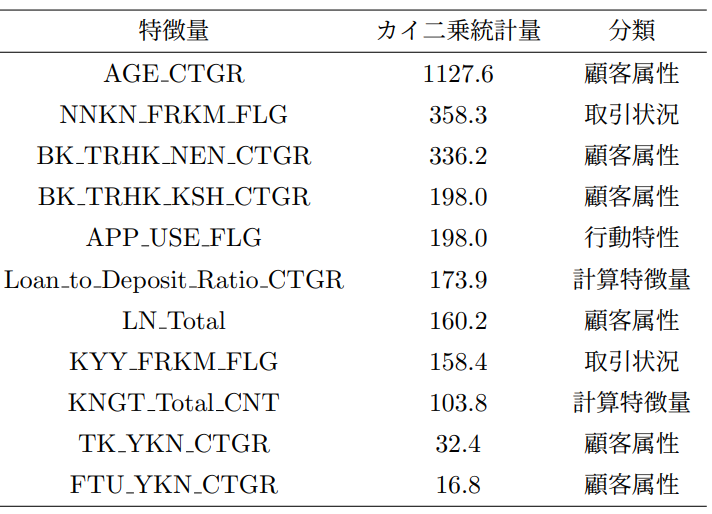 特徴量 カイ二乗統計量 分類
AGE_CTGR 1127.6 顧客属性
NNKN_FRKM_FLG 358.3 取引状況
BK_TRHK_NEN_CTGR 336.2 顧客属性
BK_TRHK_KSH_CTGR 198.0 顧客属性
APP_USE_FLG 198.0 行動特性
Loan_to_Deposit_Ratio_CTGR 173.9 計算特徴量
LN_Total 160.2 顧客属性
KYY_FRKM_FLG 158.4 取引状況
KNGT_Total_CNT 103.8 計算特徴量
TK_YKN_CTGR 32.4 顧客属性
FTU_YKN_CTGR 16.8 顧客属性